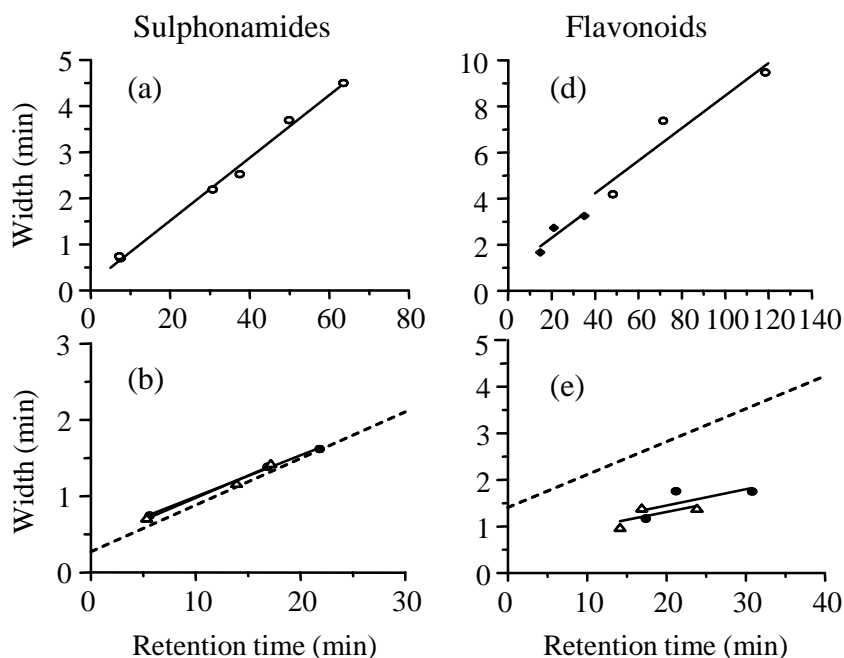 Sulphonamides
Flavonoids
5
4
3
2
1
0
Width (min)
(a)
0 20 40 60 80
10
8
6
4
2
0
(d)
0 20 40 60 80 100 120 140
3
2
1
0
Width (min)
(b)
0 10 20 30
Retention time (min)
5
4
3
2
1
0
(e)
0 10 20 30 40
Retention time (min)